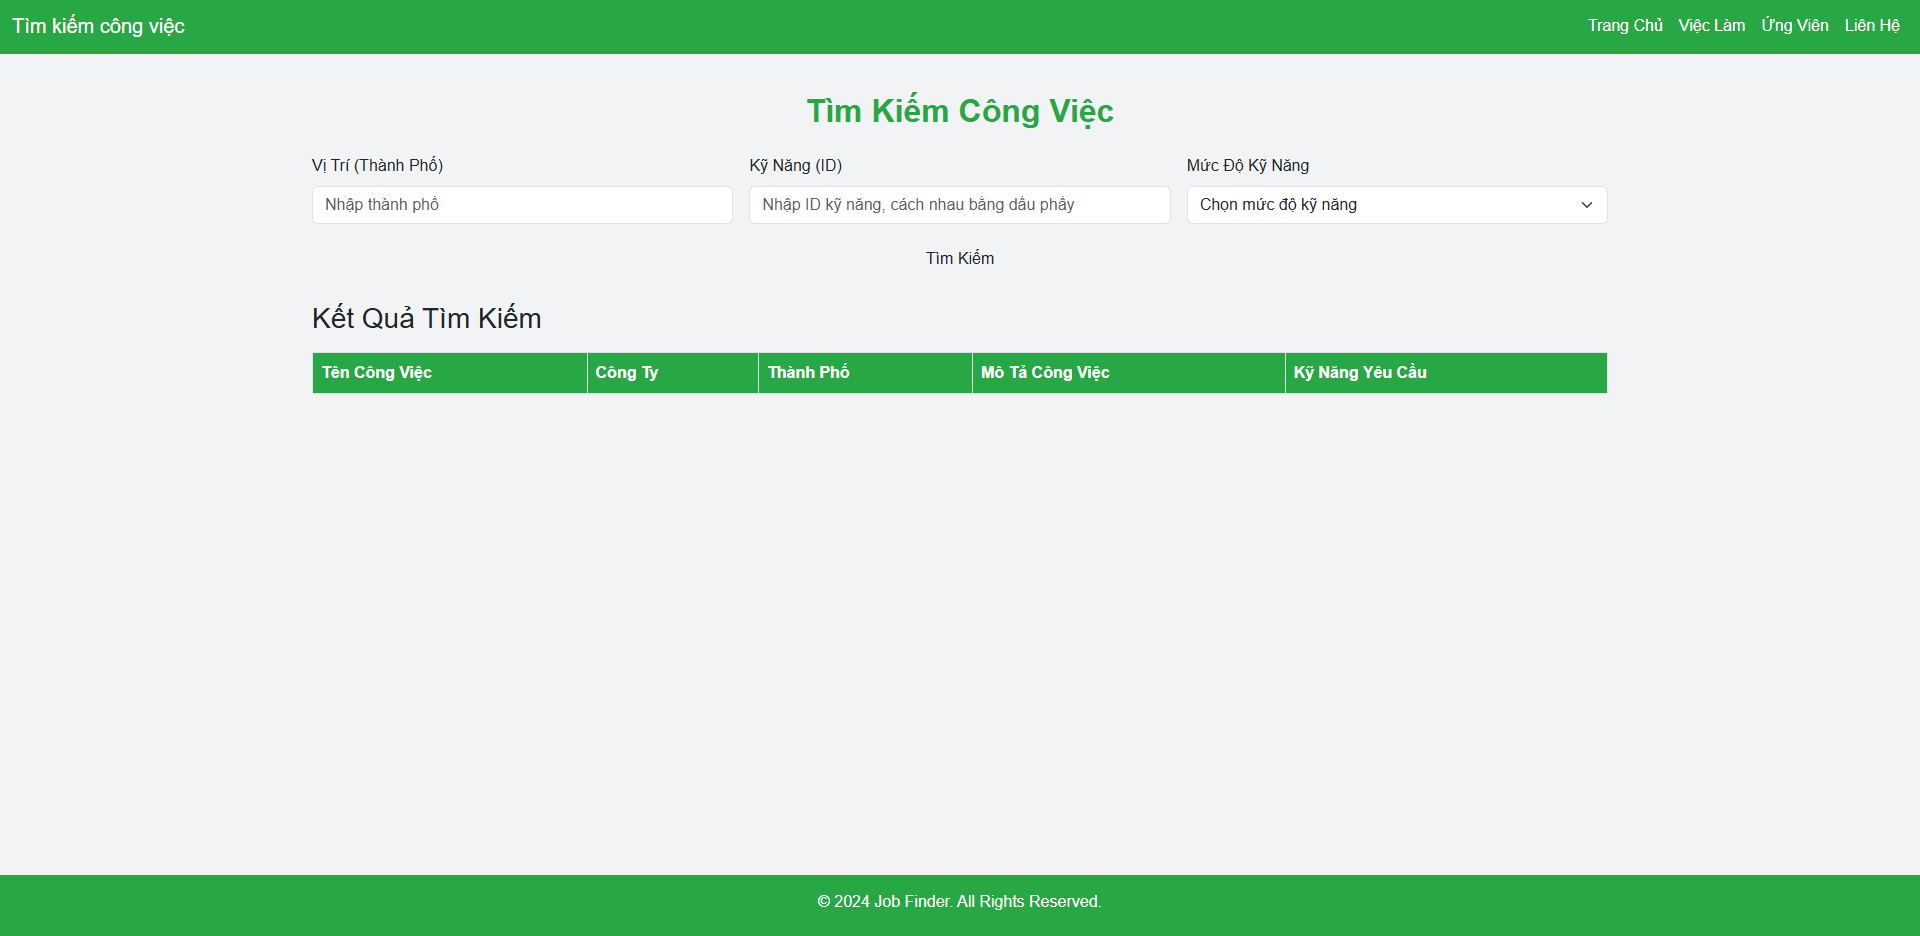 Tìm kiếm công việc
Trang Chủ Việc Làm Ứng Viên Liên Hệ
Tìm Kiếm Công Việc
Vị Trí (Thành Phố) Kỹ Năng (ID) Mức Độ Kỹ Năng
Nhập thành phố Nhập ID kỹ năng, cách nhau bằng dấu phẩy Chọn mức độ kỹ năng
Tìm Kiếm
Kết Quả Tìm Kiếm
Tên Công Việc Công Ty Thành Phố Mô Tả Công Việc Kỹ Năng Yêu Cầu
© 2024 Job Finder. All Rights Reserved.